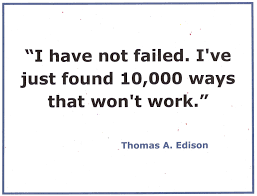 “I have not failed. I've
just found 10,000 ways
that won't work.”
Thomas A. Edison